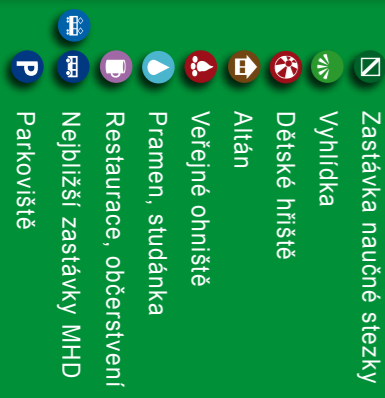 Zastávka naučné stezky
Vyhlídka
Dětské hřiště
Altán
Veřejné ohniště
Pramen, studánka
Restaurace, občerstvení
Nejbližší zastávky MHD
P Parkoviště